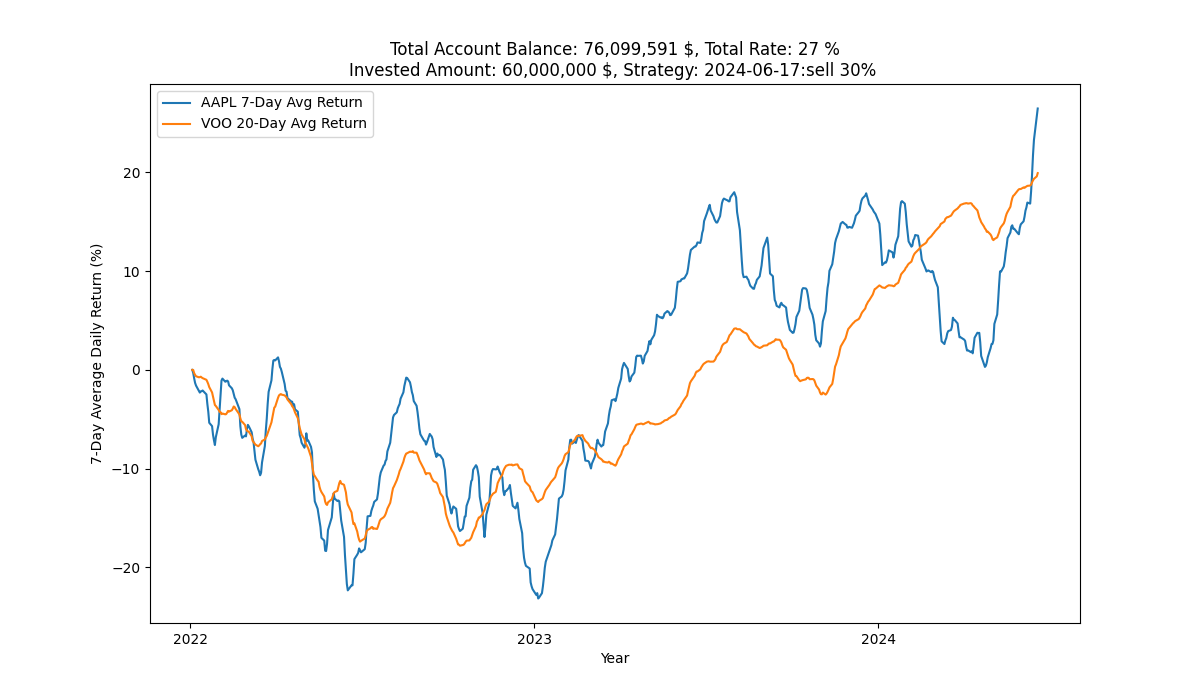 Total Account Balance: 76,099,591 $, Total Rate: 27 %
Invested Amount: 60,000,000 $, Strategy: 2024-06-17:sell 30%
AAPL 7-Day Avg Return
VOO 20-Day Avg Return
7-Day Average Daily Return (%)
20
10
0
−10
−20
2022
2023
2024
Year